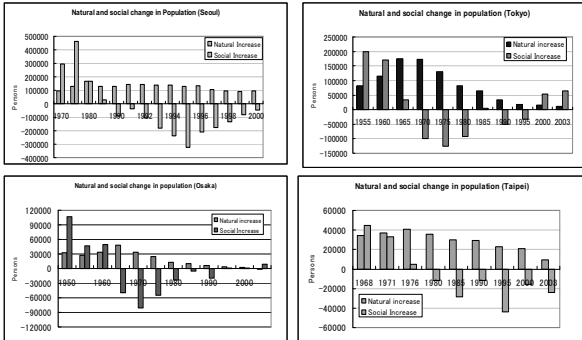 Natural and social change in Population (Seoul)
Persons
500000
400000
300000
200000
100000
0
-100000
-200000
-300000
-400000
1970 1980 1990 1992 1994 1996 1998 2000
Natural Increase
Social Increase
Natural and social change in population (Tokyo)
Persons
250000
200000
150000
100000
50000
0
-50000
-100000
-150000
1955 1960 1965 1970 1975 1980 1985 1990 1995 2000 2003
Natural increase
Social Increase
Natural and social change in population (Osaka)
Persons
120000
90000
60000
30000
0
-30000
-60000
-90000
-120000
1950 1960 1970 1980 1990 2000
Natural increase
Social Increase
Natural and social change in population (Taipei)
Persons
60000
40000
20000
0
-20000
-40000
-60000
1968 1971 1976 1980 1985 1990 1995 2000 2003
Natural increase
Social Increase